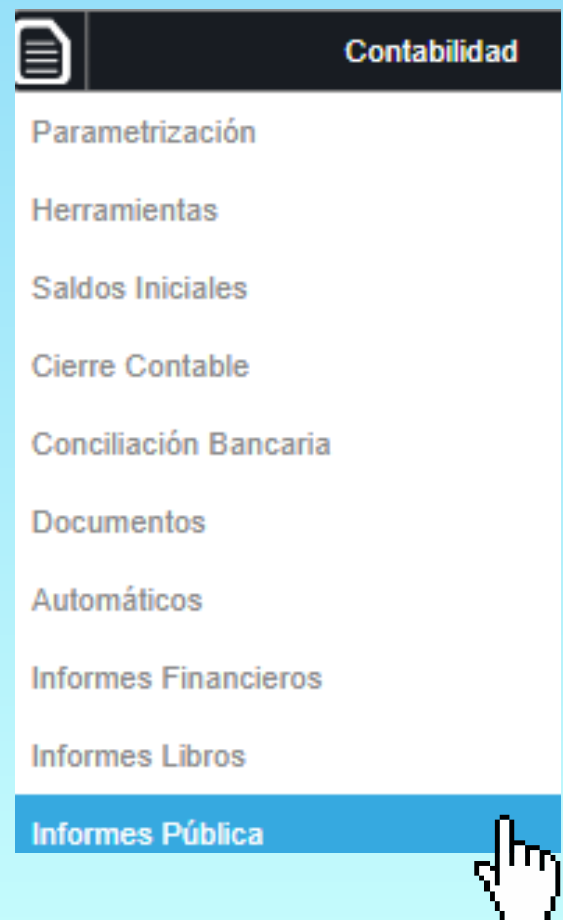 Contabilidad
Parametrización
Herramientas
Saldos Iniciales
Cierre Contable
Conciliación Bancaria
Documentos
Automáticos
Informes Financieros
Informes Libros
Informes Pública